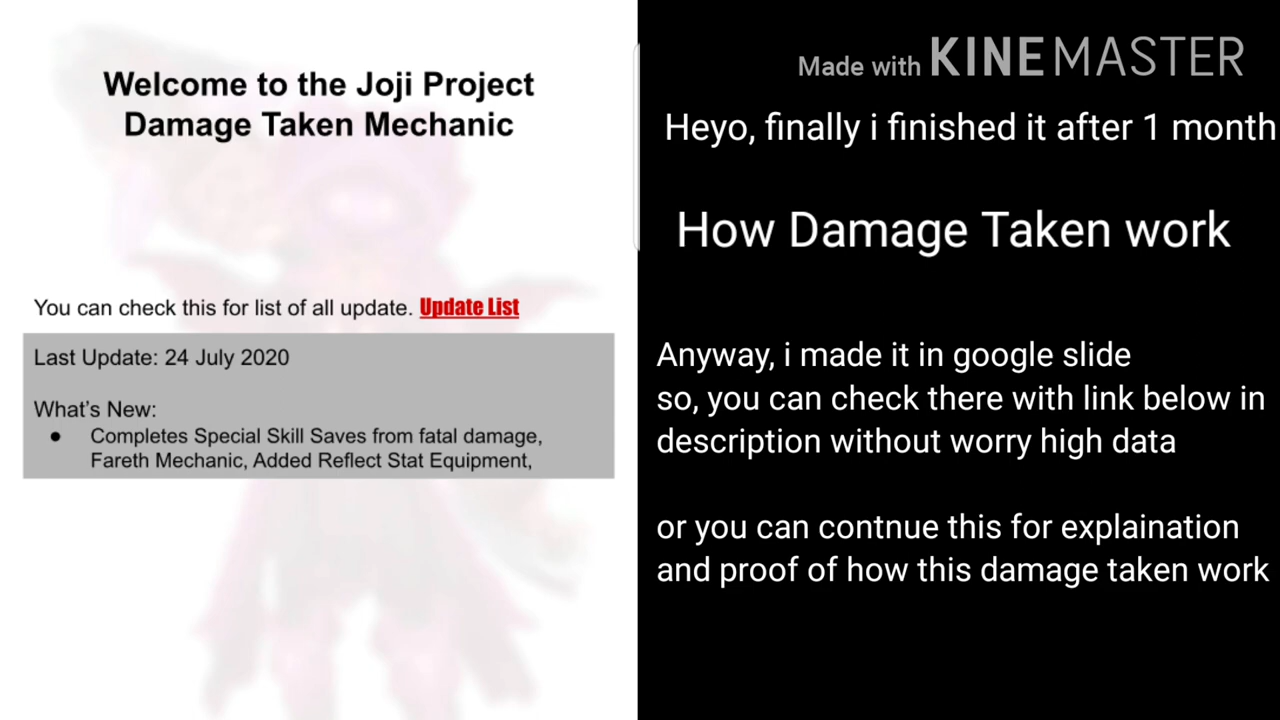 Welcome to the Joji Project
Damage Taken Mechanic
You can check this for list of all update. Update List
Last Update: 24 July 2020
What's New:
● Completes Special Skill Saves from fatal damage,
Fareth Mechanic, Added Reflect Stat Equipment,
Made with KINEMASTER
Heyo, finally i finished it after 1 month
How Damage Taken work
Anyway, i made it in google slide
so, you can check there with link below in
description without worry high data
or you can contnue this for explaination
and proof of how this damage taken work